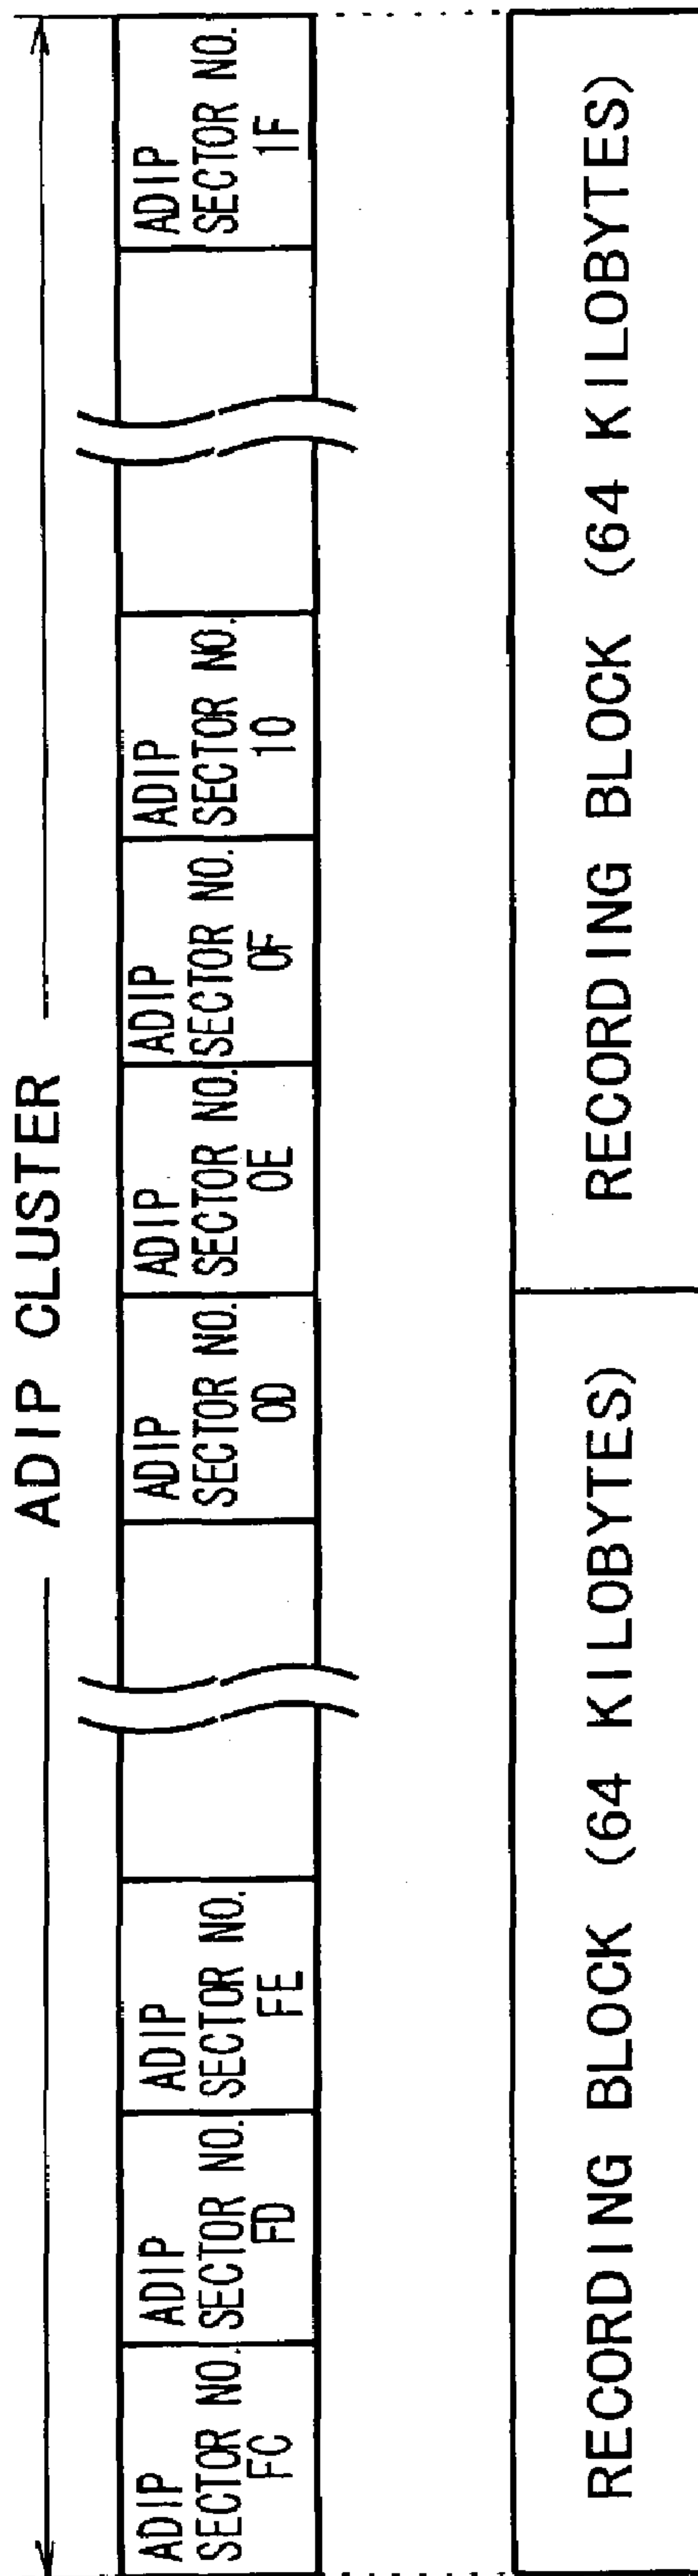 ADIP CLUSTER
ADIP
SECTOR NO.
FC
ADIP
SECTOR NO.
FD
ADIP
SECTOR NO.
FE
ADIP
SECTOR NO.
0D
ADIP
SECTOR NO.
0E
ADIP
SECTOR NO.
0F
ADIP
SECTOR NO.
10
ADIP
SECTOR NO.
1F
RECORDING BLOCK (64 KILOBYTES)
RECORDING BLOCK (64 KILOBYTES)